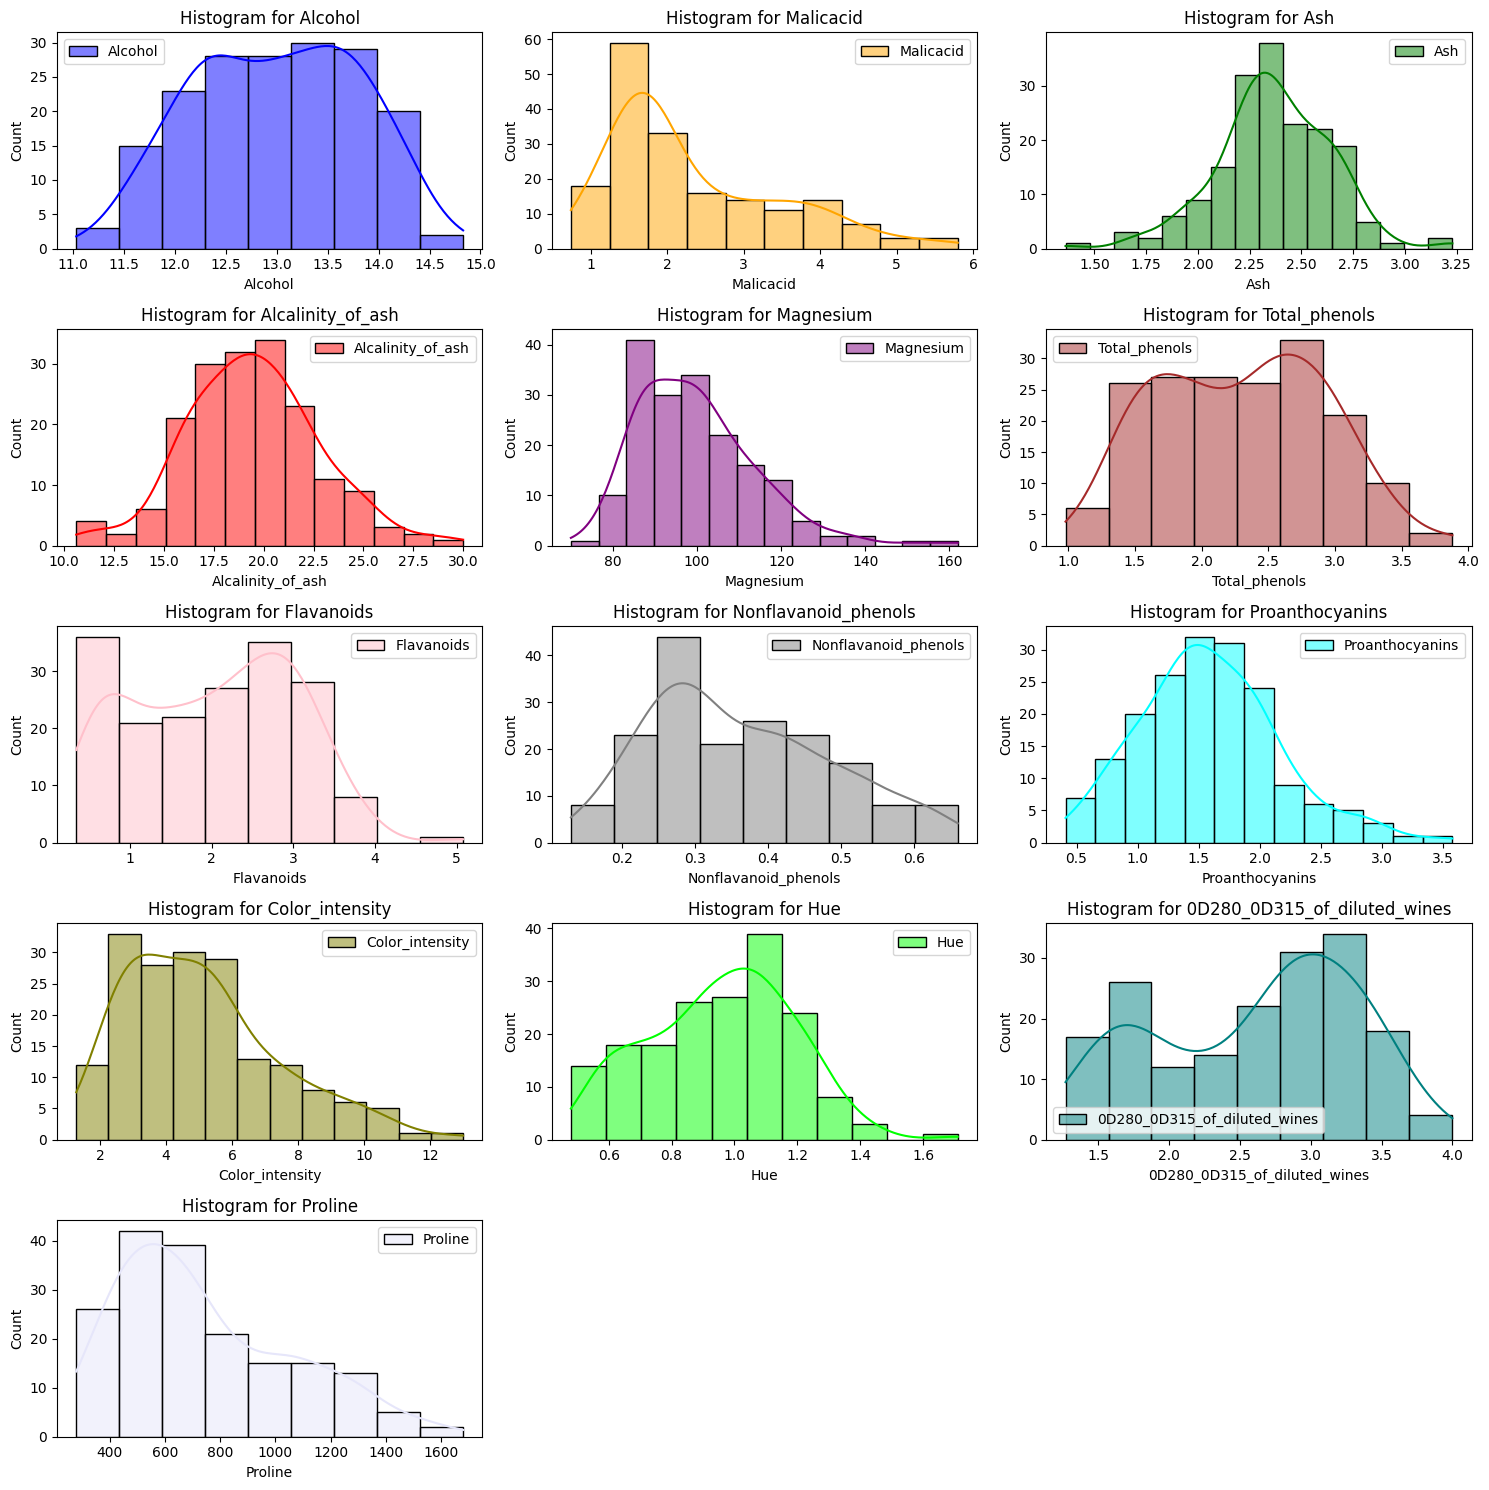 Histogram for Alcohol
Alcohol
Count
30
25
20
15
10
5
0
11.0 11.5 12.0 12.5 13.0 13.5 14.0 14.5 15.0
Alcohol
Histogram for Malicacid
Malicacid
Count
60
50
40
30
20
10
0
1 2 3 4 5 6
Malicacid
Histogram for Ash
Ash
Count
30
20
10
0
1.50 1.75 2.00 2.25 2.50 2.75 3.00 3.25
Ash
Histogram for Alcalinity_of_ash
Alcalinity_of_ash
Count
30
20
10
0
10.0 12.5 15.0 17.5 20.0 22.5 25.0 27.5 30.0
Alcalinity_of_ash
Histogram for Magnesium
Magnesium
Count
40
30
20
10
0
80 100 120 140 160
Magnesium
Histogram for Total_phenols
Total_phenols
Count
30
25
20
15
10
5
0
1.0 1.5 2.0 2.5 3.0 3.5 4.0
Total_phenols
Histogram for Flavanoids
Flavanoids
Count
30
20
10
0
1 2 3 4 5
Flavanoids
Histogram for Nonflavanoid_phenols
Nonflavanoid_phenols
Count
40
30
20
10
0
0.2 0.3 0.4 0.5 0.6
Nonflavanoid_phenols
Histogram for Proanthocyanins
Proanthocyanins
Count
30
25
20
15
10
5
0
0.5 1.0 1.5 2.0 2.5 3.0 3.5
Proanthocyanins
Histogram for Color_intensity
Color_intensity
Count
30
25
20
15
10
5
0
2 4 6 8 10 12
Color_intensity
Histogram for Hue
Hue
Count
40
30
20
10
0
0.6 0.8 1.0 1.2 1.4 1.6
Hue
Histogram for 0D280_0D315_of_diluted_wines
Count
30
20
10
0
0D280_0D315_of_diluted_wines
1.5 2.0 2.5 3.0 3.5 4.0
0D280_0D315_of_diluted_wines
Histogram for Proline
Proline
Count
40
30
20
10
0
400 600 800 1000 1200 1400 1600
Proline